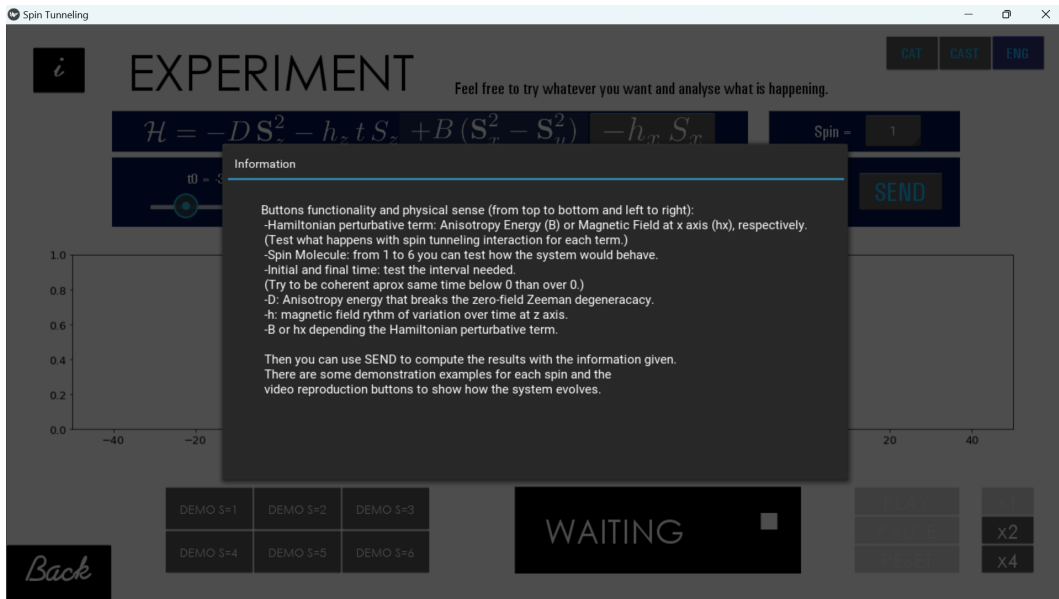 Spin Tunneling
i
EXPERIMENT
Feel free to try whatever you want and analyse what is happening.
CAT CAST ENG
ℋ = −D S_z^2 − h_z t S_z +B (S_x^2 − S_y^2) −h_x S_x
Spin = 1
t0 = -3
SEND
Information
Buttons functionality and physical sense (from top to bottom and left to right):
-Hamiltonian perturbative term: Anisotropy Energy (B) or Magnetic Field at x axis (hx), respectively.
(Test what happens with spin tunneling interaction for each term.)
-Spin Molecule: from 1 to 6 you can test how the system would behave.
-Initial and final time: test the interval needed.
(Try to be coherent aprox same time below 0 than over 0.)
-D: Anisotropy energy that breaks the zero-field Zeeman degeneracacy.
-h: magnetic field rythm of variation over time at z axis.
-B or hx depending the Hamiltonian perturbative term.
Then you can use SEND to compute the results with the information given.
There are some demonstration examples for each spin and the
video reproduction buttons to show how the system evolves.
1.0
0.8
0.6
0.4
0.2
0.0
−40 −20 20 40
DEMO S=1 DEMO S=2 DEMO S=3
DEMO S=4 DEMO S=5 DEMO S=6
WAITING
PLAY x1
PAUSE x2
RESET x4
Back